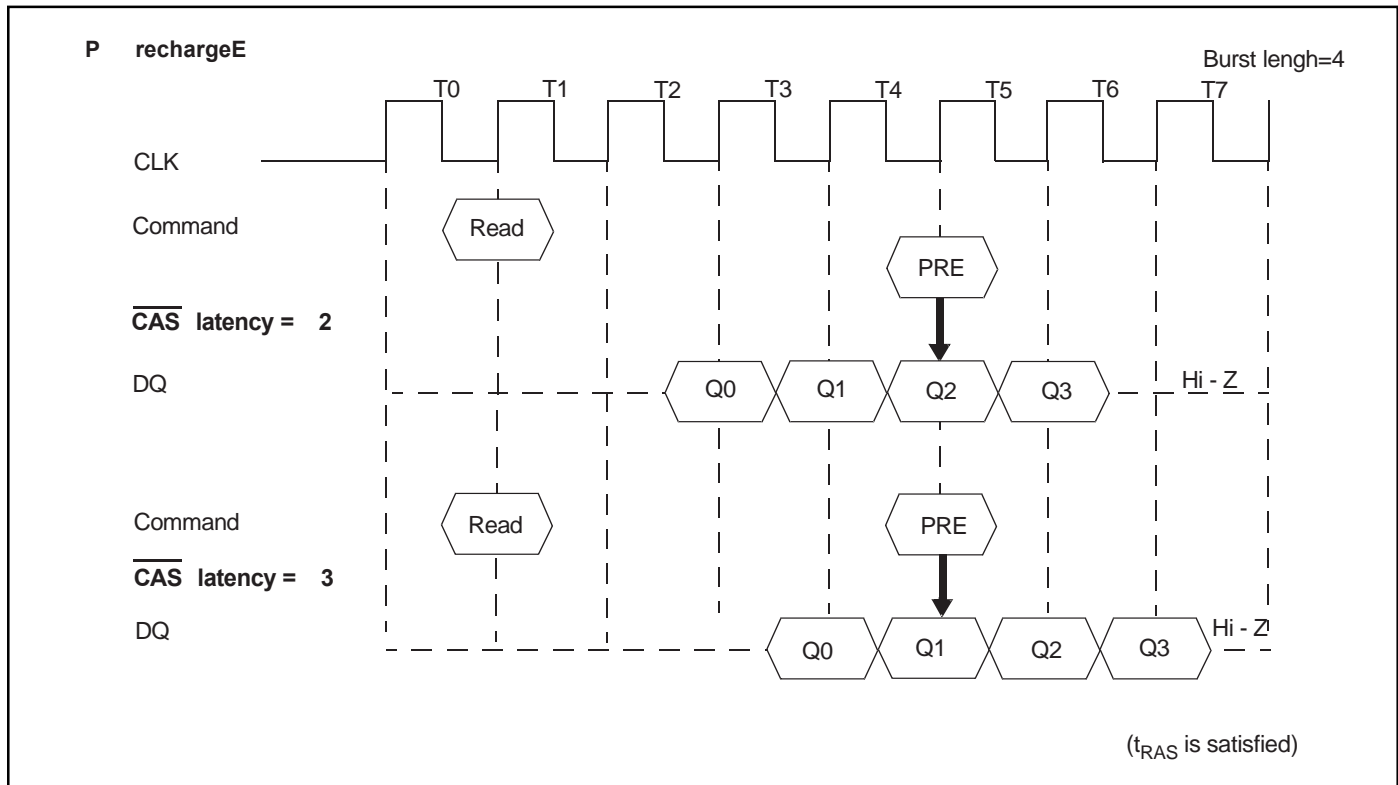 P rechargeE
Burst lengh=4
T0 T1 T2 T3 T4 T5 T6 T7
CLK
Command Read
PRE
CAS latency = 2
DQ Q0 Q1 Q2 Q3 Hi - Z
Command Read PRE
CAS latency = 3
DQ Q0 Q1 Q2 Q3 Hi - Z
(tRAS is satisfied)